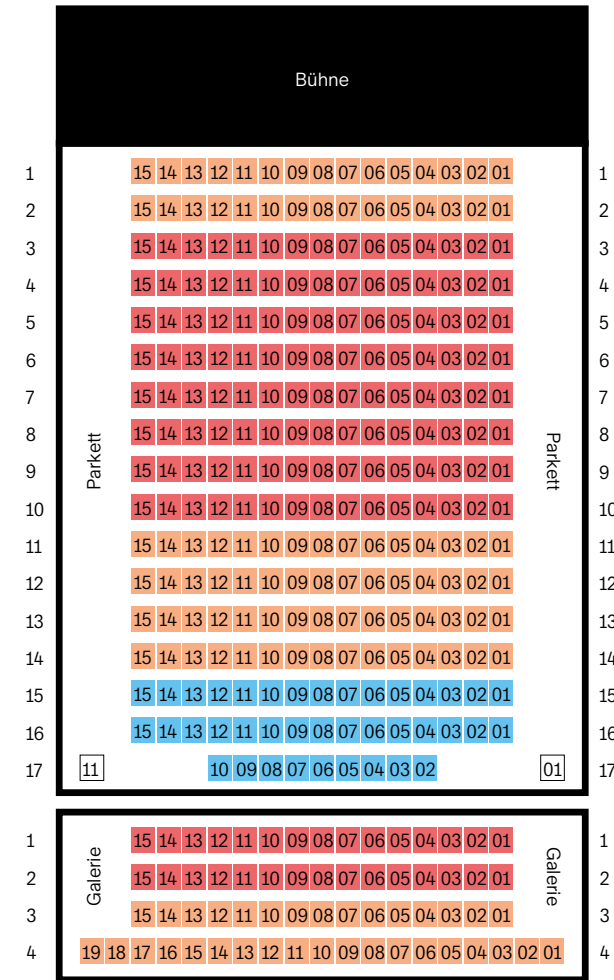 Bühne
1 15 14 13 12 11 10 09 08 07 06 05 04 03 02 01 1
2 15 14 13 12 11 10 09 08 07 06 05 04 03 02 01 2
3 15 14 13 12 11 10 09 08 07 06 05 04 03 02 01 3
4 15 14 13 12 11 10 09 08 07 06 05 04 03 02 01 4
5 15 14 13 12 11 10 09 08 07 06 05 04 03 02 01 5
6 15 14 13 12 11 10 09 08 07 06 05 04 03 02 01 6
7 15 14 13 12 11 10 09 08 07 06 05 04 03 02 01 7
8 15 14 13 12 11 10 09 08 07 06 05 04 03 02 01 8
Parkett
Parkett
9 15 14 13 12 11 10 09 08 07 06 05 04 03 02 01 9
10 15 14 13 12 11 10 09 08 07 06 05 04 03 02 01 10
11 15 14 13 12 11 10 09 08 07 06 05 04 03 02 01 11
12 15 14 13 12 11 10 09 08 07 06 05 04 03 02 01 12
13 15 14 13 12 11 10 09 08 07 06 05 04 03 02 01 13
14 15 14 13 12 11 10 09 08 07 06 05 04 03 02 01 14
15 15 14 13 12 11 10 09 08 07 06 05 04 03 02 01 15
16 15 14 13 12 11 10 09 08 07 06 05 04 03 02 01 16
17 11 10 09 08 07 06 05 04 03 02 01 17
1 15 14 13 12 11 10 09 08 07 06 05 04 03 02 01 1
Galerie
Galerie
2 15 14 13 12 11 10 09 08 07 06 05 04 03 02 01 2
3 15 14 13 12 11 10 09 08 07 06 05 04 03 02 01 3
4 19 18 17 16 15 14 13 12 11 10 09 08 07 06 05 04 03 02 01 4